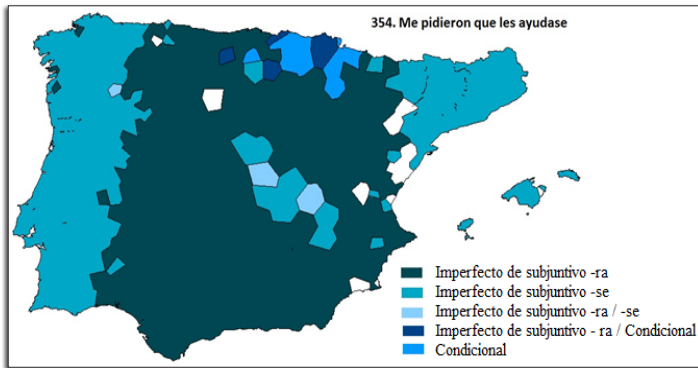 354. Me pidieron que les ayudase
Imperfecto de subjuntivo -ra
Imperfecto de subjuntivo -se
Imperfecto de subjuntivo -ra / -se
Imperfecto de subjuntivo - ra / Condicional
Condicional